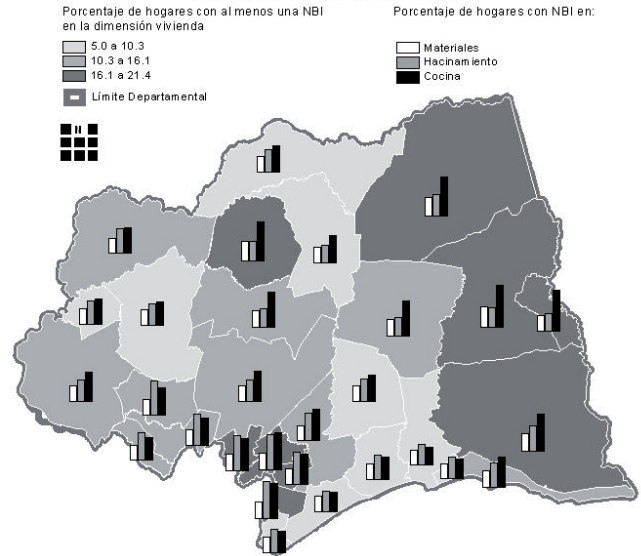 Porcentaje de hogares con al menos una NBI
en la dimensión vivienda
5.0 a 10.3
10.3 a 16.1
16.1 a 21.4
Límite Departamental
N
Porcentaje de hogares con NBI en:
Materiales
Hacinamiento
Cocina